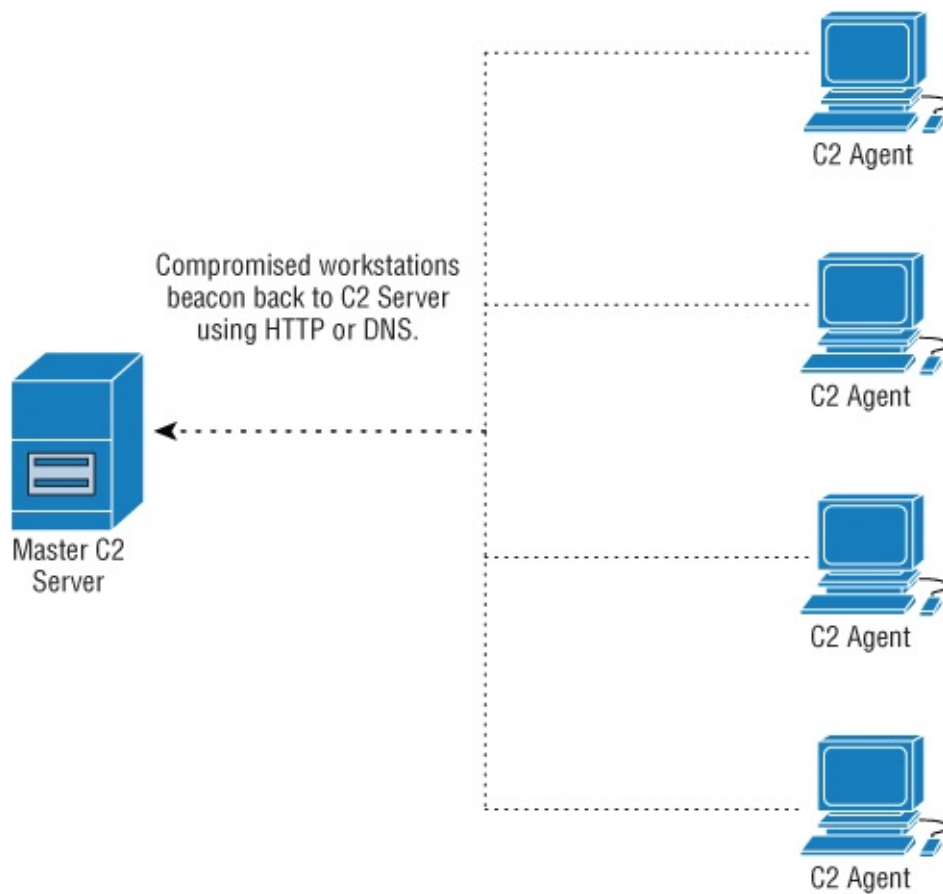 C2 Agent
Compromised workstations
beacon back to C2 Server
using HTTP or DNS.
C2 Agent
Master C2
Server
C2 Agent
C2 Agent